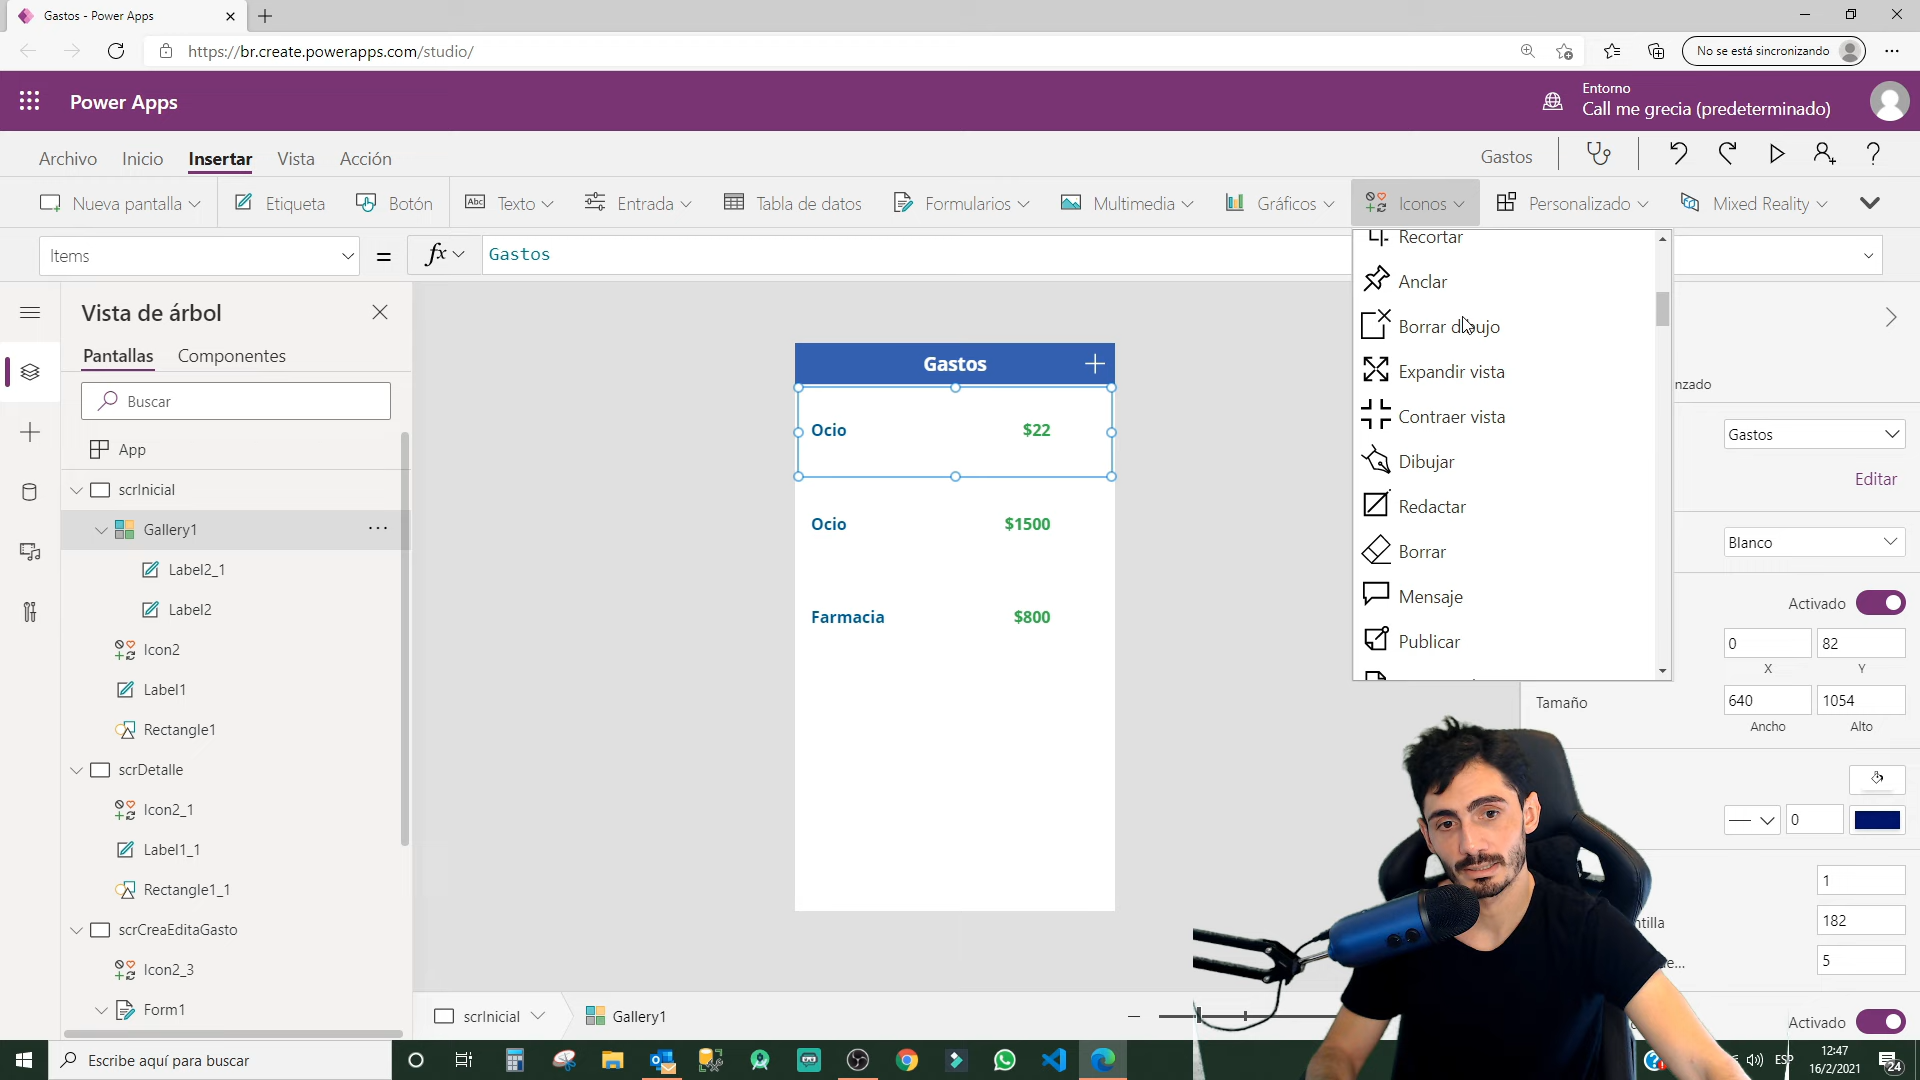 Gastos - Power Apps
https://br.create.powerapps.com/studio/
No se está sincronizando
Power Apps
Entorno
Call me grecia (predeterminado)
Archivo
Inicio
Insertar
Vista
Acción
Gastos
Nueva pantalla
Etiqueta
Botón
Abc
Texto
Entrada
Tabla de datos
Formularios
Multimedia
Gráficos
Iconos
Personalizado
Mixed Reality
Items
=
fx
Gastos
Recortar
Anclar
Borrar dibujo
Expandir vista
Contraer vista
Dibujar
Redactar
Borrar
Mensaje
Publicar
Vista de árbol
Pantallas
Componentes
Buscar
App
scrInicial
Gallery1
Label2_1
Label2
Icon2
Label1
Rectangle1
scrDetalle
Icon2_1
Label1_1
Rectangle1_1
scrCreaEditaGasto
Icon2_3
Form1
Gastos
Ocio $22
Ocio $1500
Farmacia $800
Gastos
Editar
Blanco
Activado
0 82
X Y
Tamaño 640 1054
Ancho Alto
0
1
182
5
Activado
scrInicial
Gallery1
Escribe aquí para buscar
ESP
12:47
16/2/2021
24